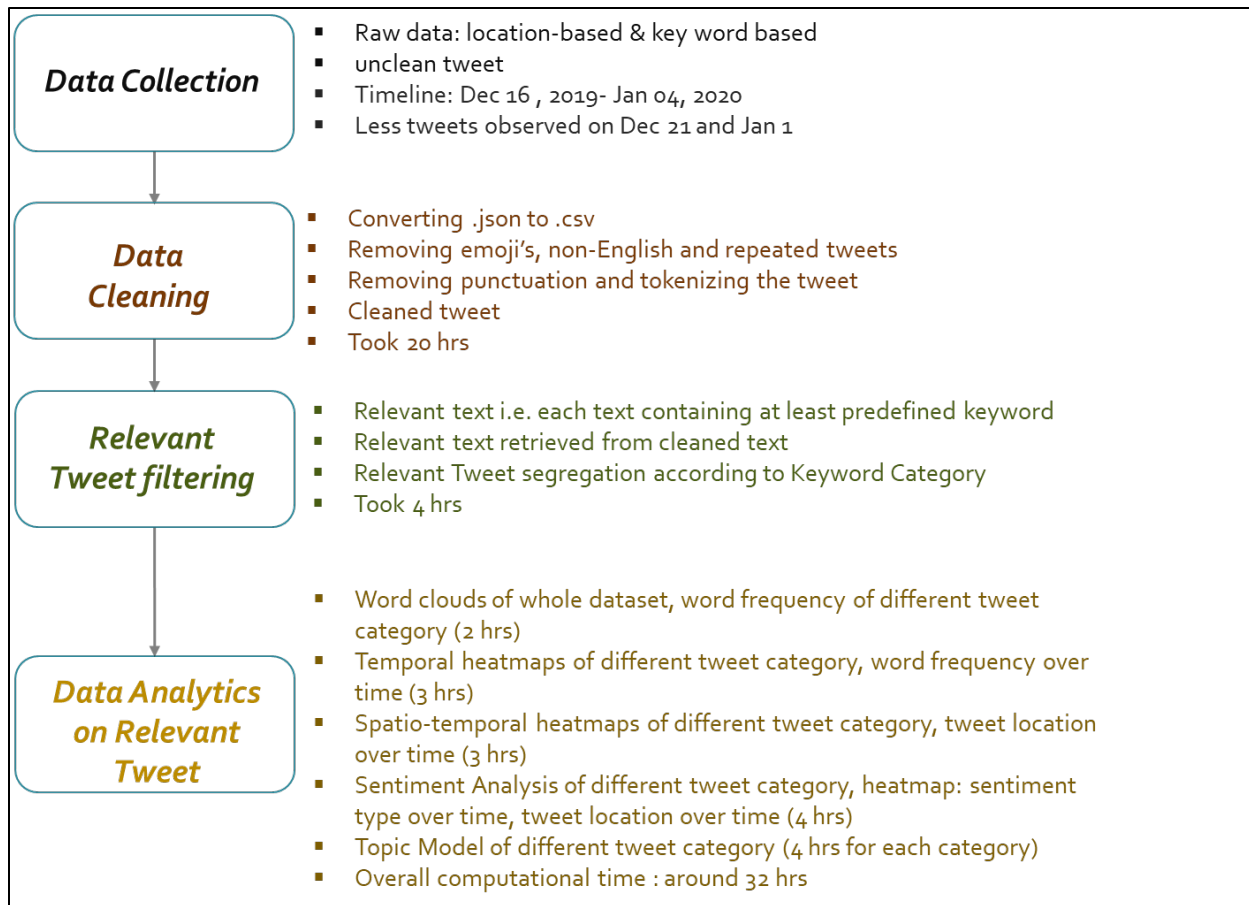 Data Collection
▪ Raw data: location-based & key word based
▪ unclean tweet
▪ Timeline: Dec 16 , 2019- Jan 04, 2020
▪ Less tweets observed on Dec 21 and Jan 1
Data
Cleaning
▪ Converting .json to .csv
▪ Removing emoji’s, non-English and repeated tweets
▪ Removing punctuation and tokenizing the tweet
▪ Cleaned tweet
▪ Took 20 hrs
Relevant
Tweet filtering
▪ Relevant text i.e. each text containing at least predefined keyword
▪ Relevant text retrieved from cleaned text
▪ Relevant Tweet segregation according to Keyword Category
▪ Took 4 hrs
Data Analytics
on Relevant
Tweet
▪ Word clouds of whole dataset, word frequency of different tweet
category (2 hrs)
▪ Temporal heatmaps of different tweet category, word frequency over
time (3 hrs)
▪ Spatio-temporal heatmaps of different tweet category, tweet location
over time (3 hrs)
▪ Sentiment Analysis of different tweet category, heatmap: sentiment
type over time, tweet location over time (4 hrs)
▪ Topic Model of different tweet category (4 hrs for each category)
▪ Overall computational time : around 32 hrs